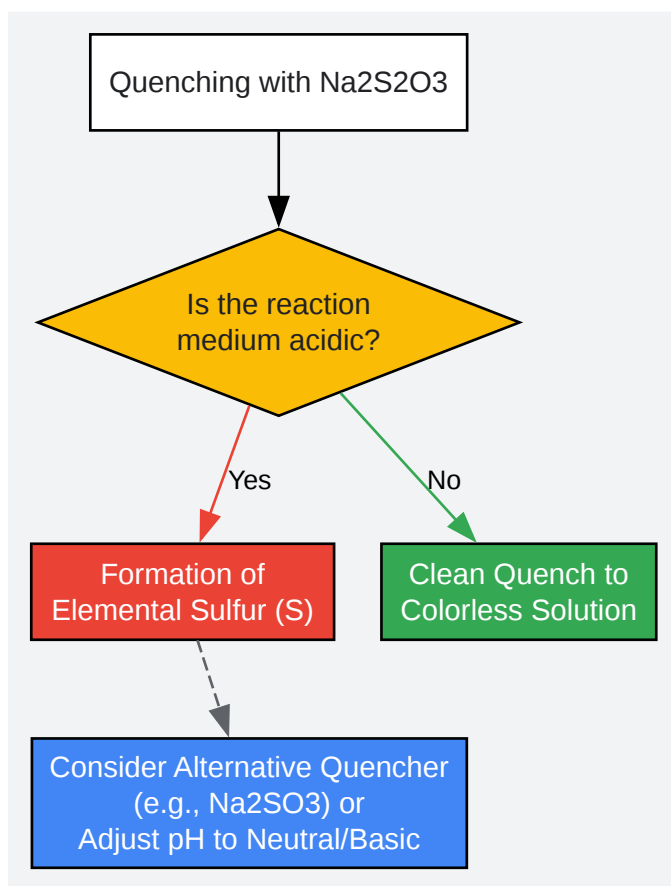 Quenching with Na2S2O3
Is the reaction
medium acidic?
Yes
No
Formation of
Elemental Sulfur (S)
Clean Quench to
Colorless Solution
Consider Alternative Quencher
(e.g., Na2SO3) or
Adjust pH to Neutral/Basic